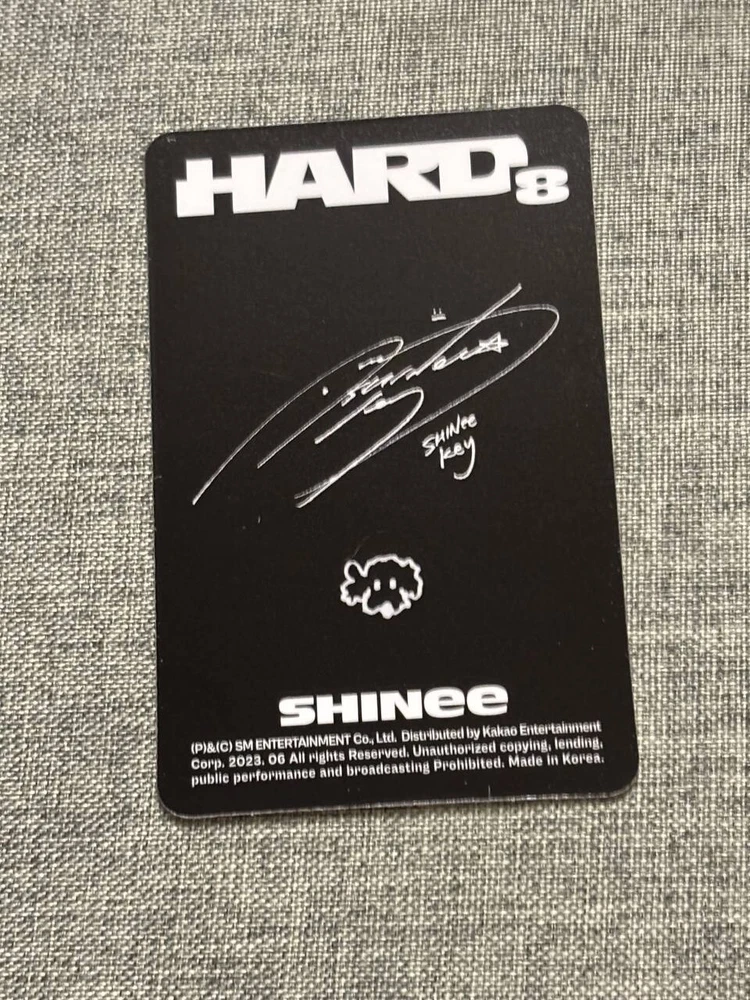 HARD8
SHINee
key
SHINee
(P)&(C) SM ENTERTAINMENT Co., Ltd. Distributed by Kakao Entertainment
Corp. 2023. 06 All rights Reserved. Unauthorized copying, lending,
public performance and broadcasting Prohibited. Made in Korea.